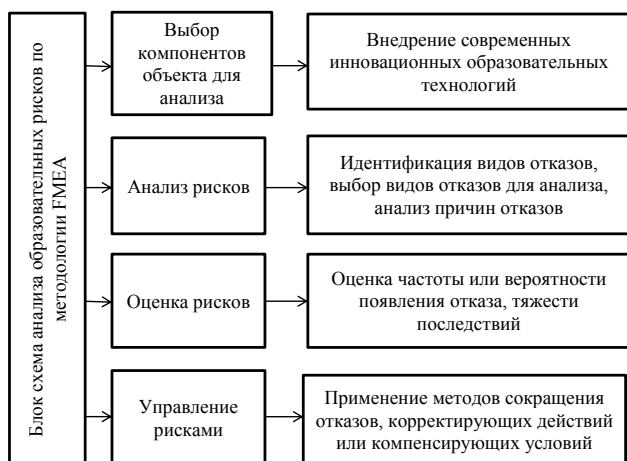 Блок схема анализа образовательных рисков по
методологии FMEA
Выбор
компонентов
объекта для
анализа
Внедрение современных
инновационных образовательных
технологий
Анализ рисков
Идентификация видов отказов,
выбор видов отказов для анализа,
анализ причин отказов
Оценка рисков
Оценка частоты или вероятности
появления отказа, тяжести
последствий
Управление
рисками
Применение методов сокращения
отказов, корректирующих действий
или компенсирующих условий